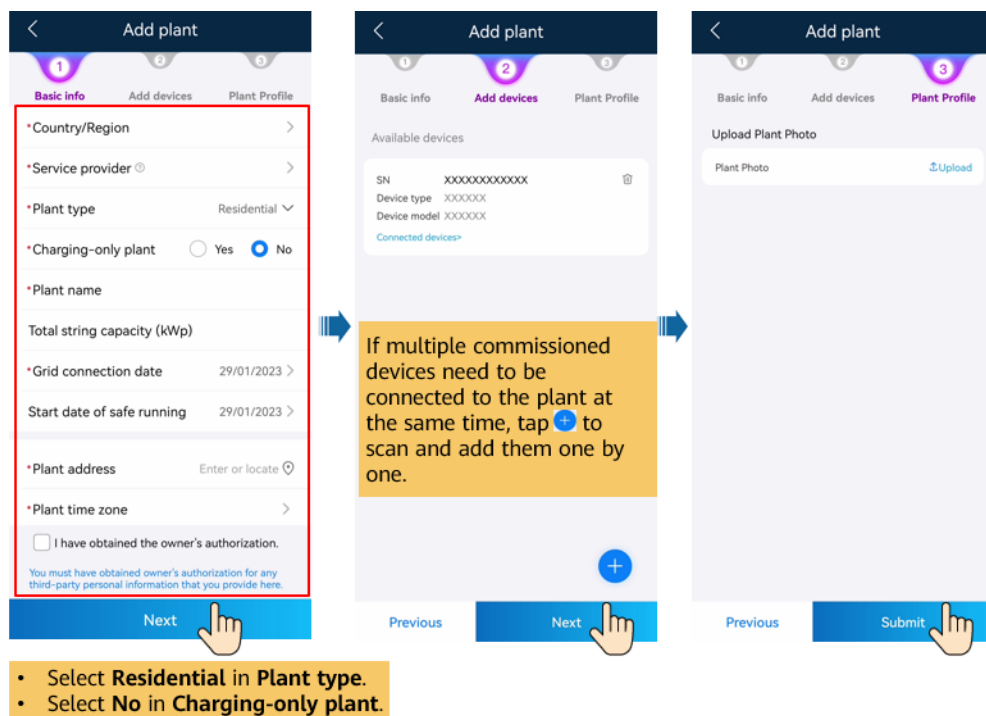 Add plant
1
2
3
Basic info
Add devices
Plant Profile
*Country/Region
*Service provider
*Plant type Residential
*Charging-only plant Yes No
*Plant name
Total string capacity (kWp)
*Grid connection date 29/01/2023
Start date of safe running 29/01/2023
*Plant address Enter or locate
*Plant time zone
I have obtained the owner's authorization.
You must have obtained owner's authorization for any
third-party personal information that you provide here.
Next
Select Residential in Plant type.
Select No in Charging-only plant.
Add plant
1
2
3
Basic info
Add devices
Plant Profile
Available devices
SN XXXXXXXXXXXX
Device type XXXXXX
Device model XXXXXX
Connected devices>
If multiple commissioned
devices need to be
connected to the plant at
the same time, tap + to
scan and add them one by
one.
Previous
Next
Add plant
1
2
3
Basic info
Add devices
Plant Profile
Upload Plant Photo
Plant Photo Upload
Previous
Submit